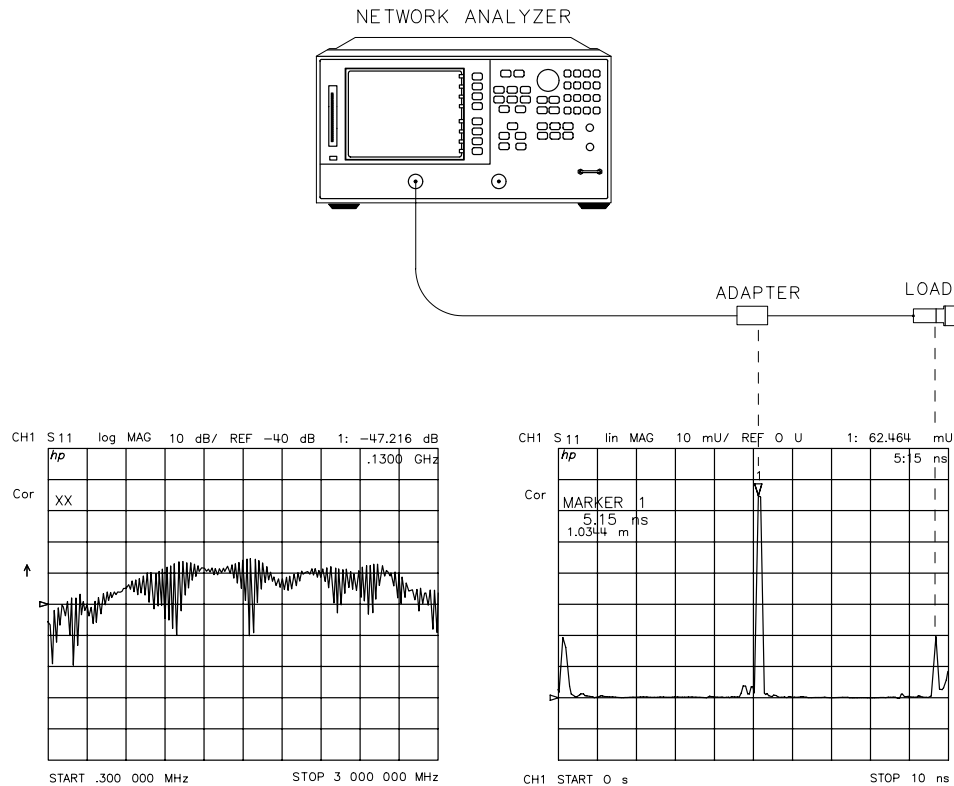 NETWORK ANALYZER
ADAPTER
LOAD
CH1 S 11 log MAG 10 dB/ REF -40 dB 1: -47.216 dB
hp
.1300 GHz
Cor
XX
START .300 000 MHz STOP 3 000 000 MHz
CH1 S 11 lin MAG 10 mU/ REF 0 U 1: 62.464 mU
hp
5:15 ns
1
Cor
MARKER 1
5.15 ns
1.0344 m
CH1 START 0 s STOP 10 ns